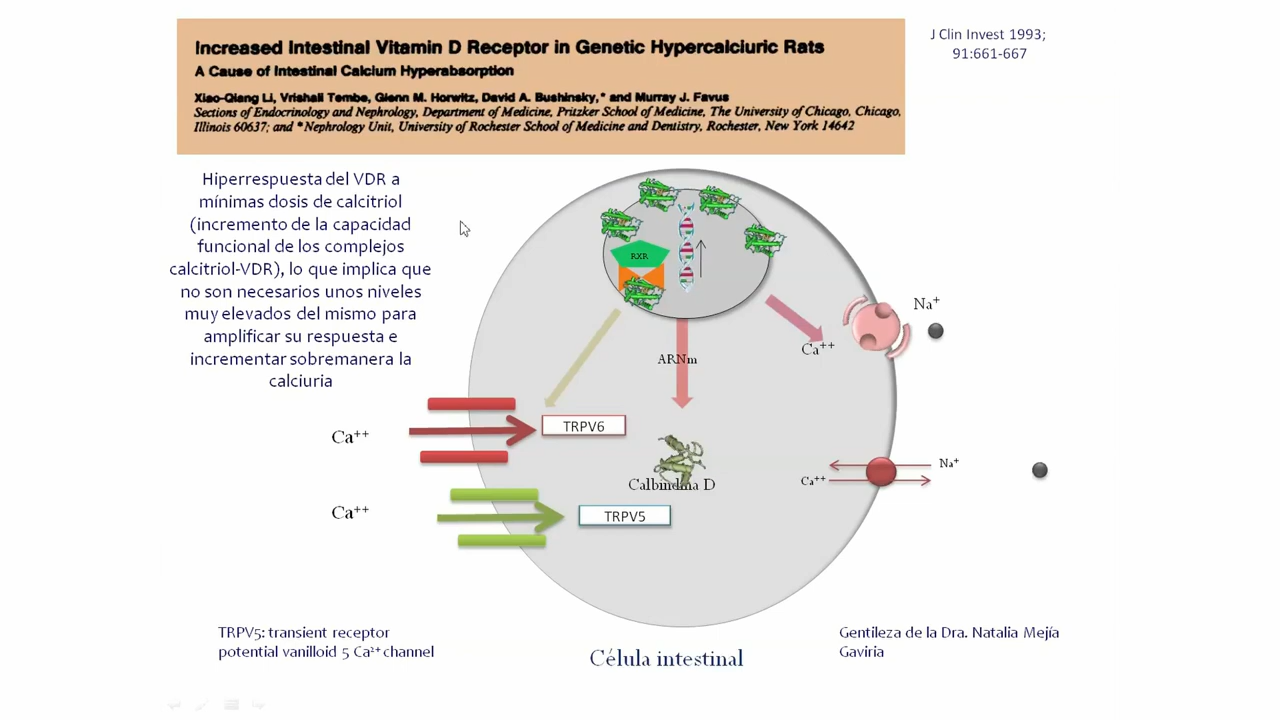 Increased Intestinal Vitamin D Receptor in Genetic Hypercalciuric Rats
A Cause of Intestinal Calcium Hyperabsorption
Xiao-Qiang Li, Vrishali Tembe, Glenn M. Horwitz, David A. Bushinsky,* and Murray J. Favus
Sections of Endocrinology and Nephrology, Department of Medicine, Pritzker School of Medicine, The University of Chicago, Chicago,
Illinois 60637; and *Nephrology Unit, University of Rochester School of Medicine and Dentistry, Rochester, New York 14642
J Clin Invest 1993;
91:661-667
Hiperrespuesta del VDR a
mínimas dosis de calcitriol
(incremento de la capacidad
funcional de los complejos
calcitriol-VDR), lo que implica que
no son necesarios unos niveles
muy elevados del mismo para
amplificar su respuesta e
incrementar sobremanera la
calciuria
RXR
Na⁺
Ca⁺⁺
ARNm
Ca⁺⁺
TRPV6
Calbindina D
Na⁺
Ca⁺⁺
Ca⁺⁺
TRPV5
TRPV5: transient receptor
potential vanilloid 5 Ca²⁺ channel
Célula intestinal
Gentileza de la Dra. Natalia Mejía
Gaviria